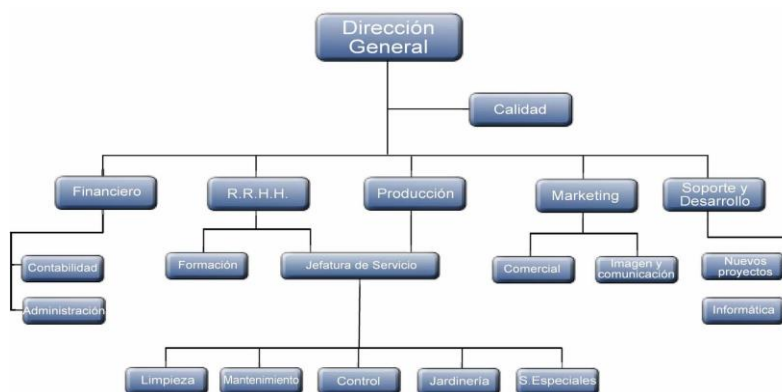 Dirección
General
Calidad
Financiero
R.R.H.H.
Producción
Marketing
Soporte y
Desarrollo
Contabilidad
Administración
Formación
Jefatura de Servicio
Comercial
Imagen y
comunicación
Nuevos
proyectos
Informática
Limpieza
Mantenimiento
Control
Jardinería
S.Especiales